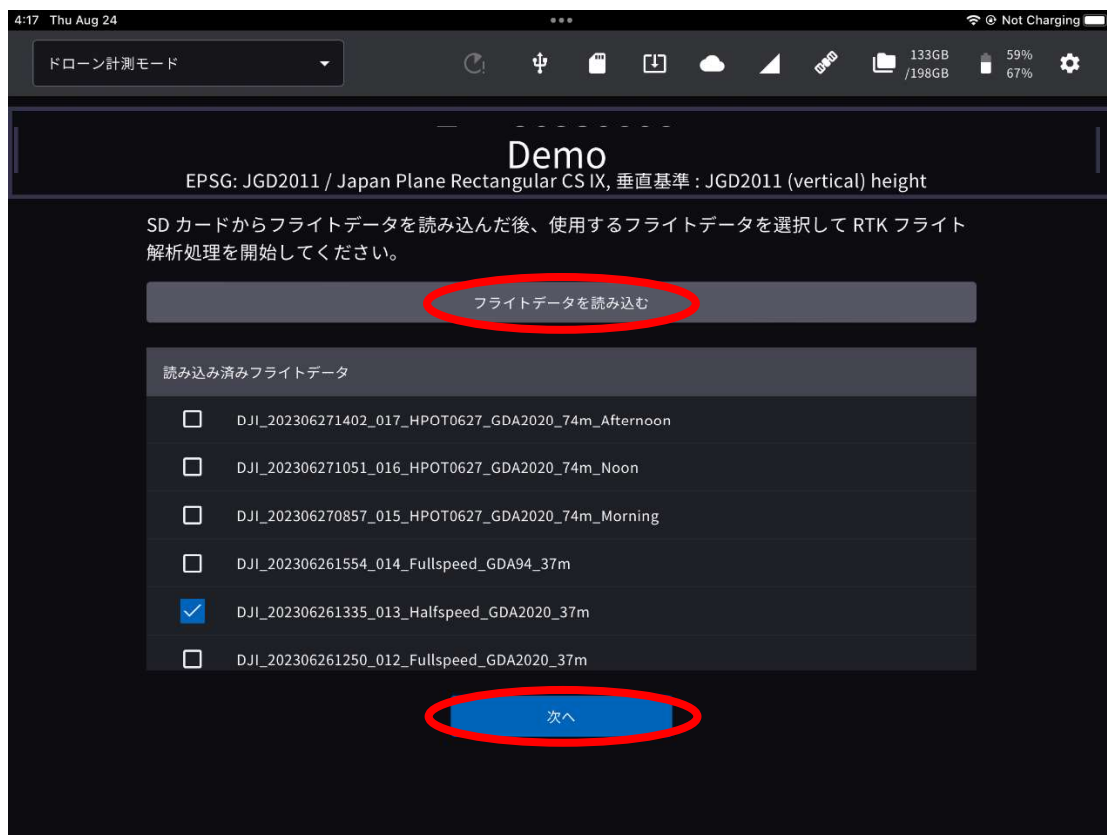 4:17 Thu Aug 24
Not Charging
ドローン計測モード
133GB
/198GB
59%
67%
Demo
EPSG: JGD2011 / Japan Plane Rectangular CS IX, 垂直基準 : JGD2011 (vertical) height
SD カードからフライトデータを読み込んだ後、使用するフライトデータを選択して RTK フライト
解析処理を開始してください。
フライトデータを読み込む
読み込み済みフライトデータ
DJI_202306271402_017_HPOT0627_GDA2020_74m_Afternoon
DJI_202306271051_016_HPOT0627_GDA2020_74m_Noon
DJI_202306270857_015_HPOT0627_GDA2020_74m_Morning
DJI_202306261554_014_Fullspeed_GDA94_37m
DJI_202306261335_013_Halfspeed_GDA2020_37m
DJI_202306261250_012_Fullspeed_GDA2020_37m
次へ